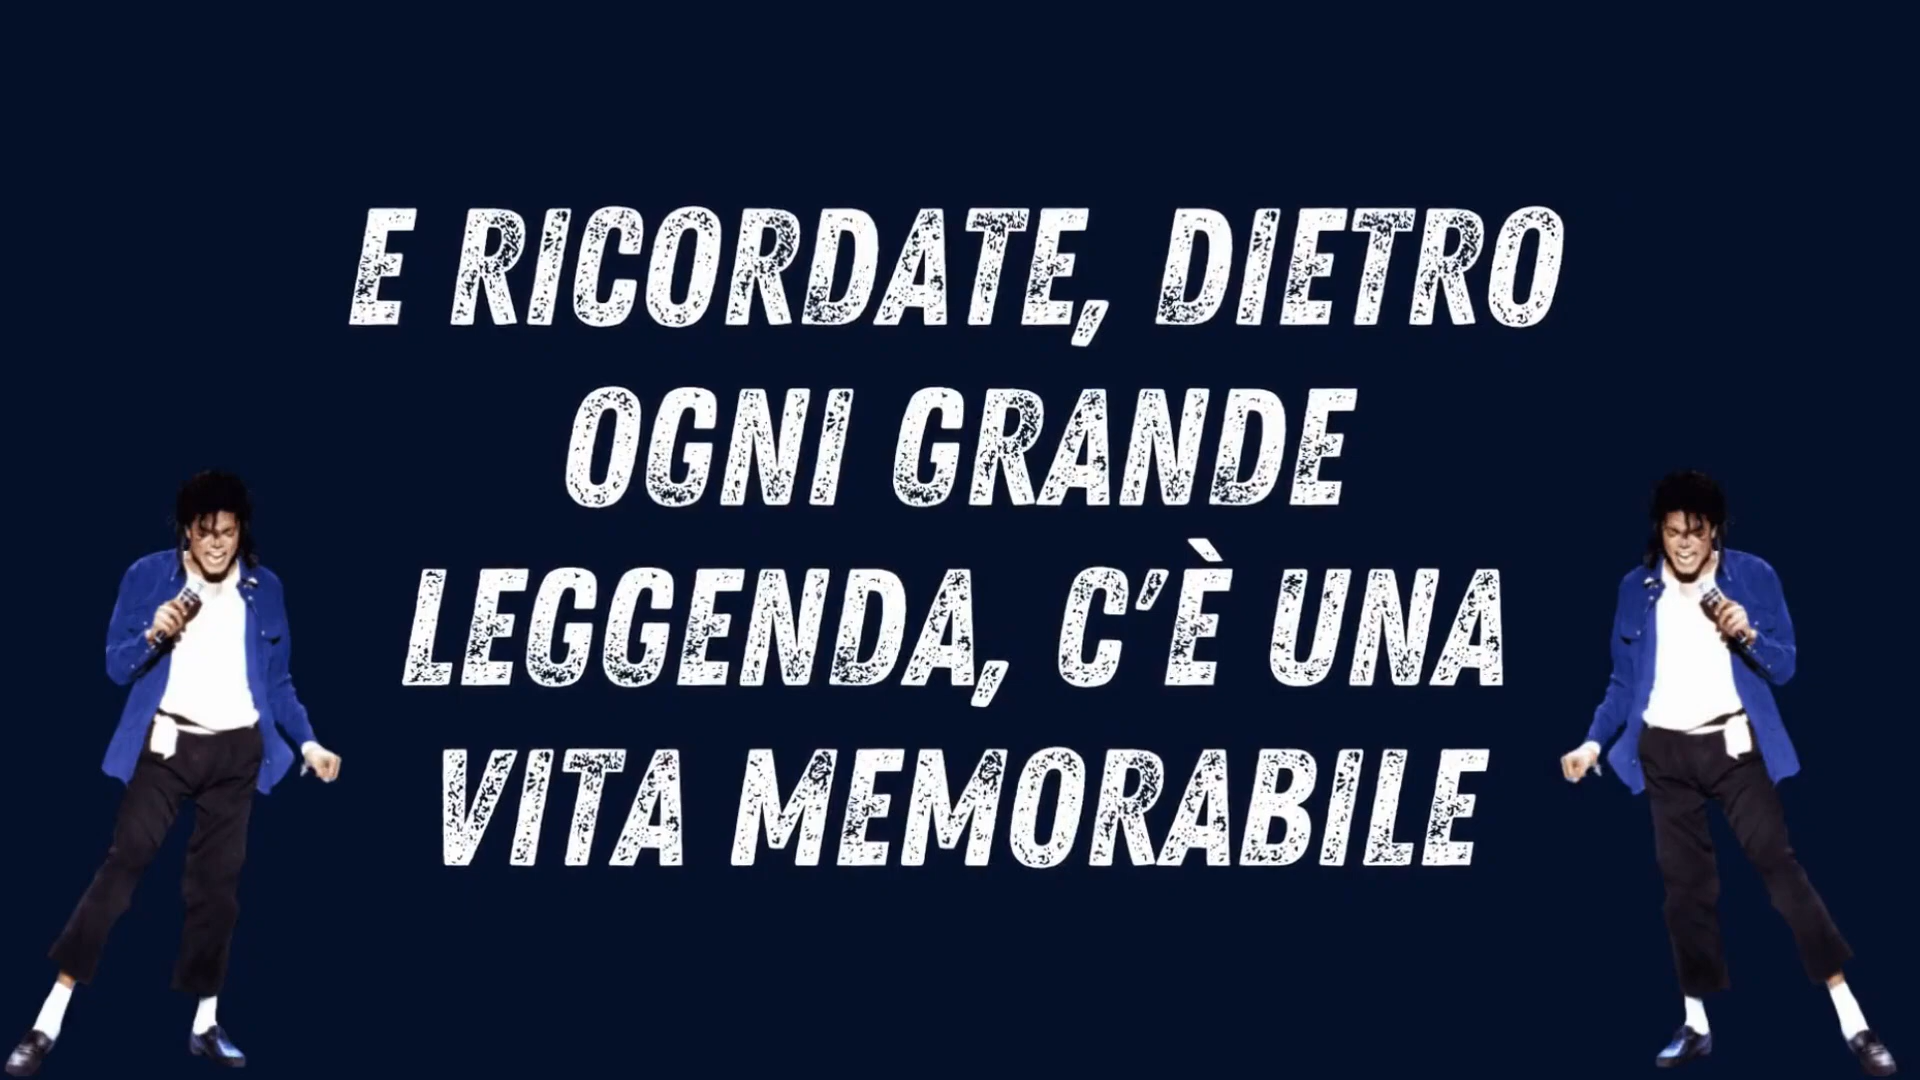 E RICORDATE, DIETRO
OGNI GRANDE
LEGGENDA, C'È UNA
VITA MEMORABILE